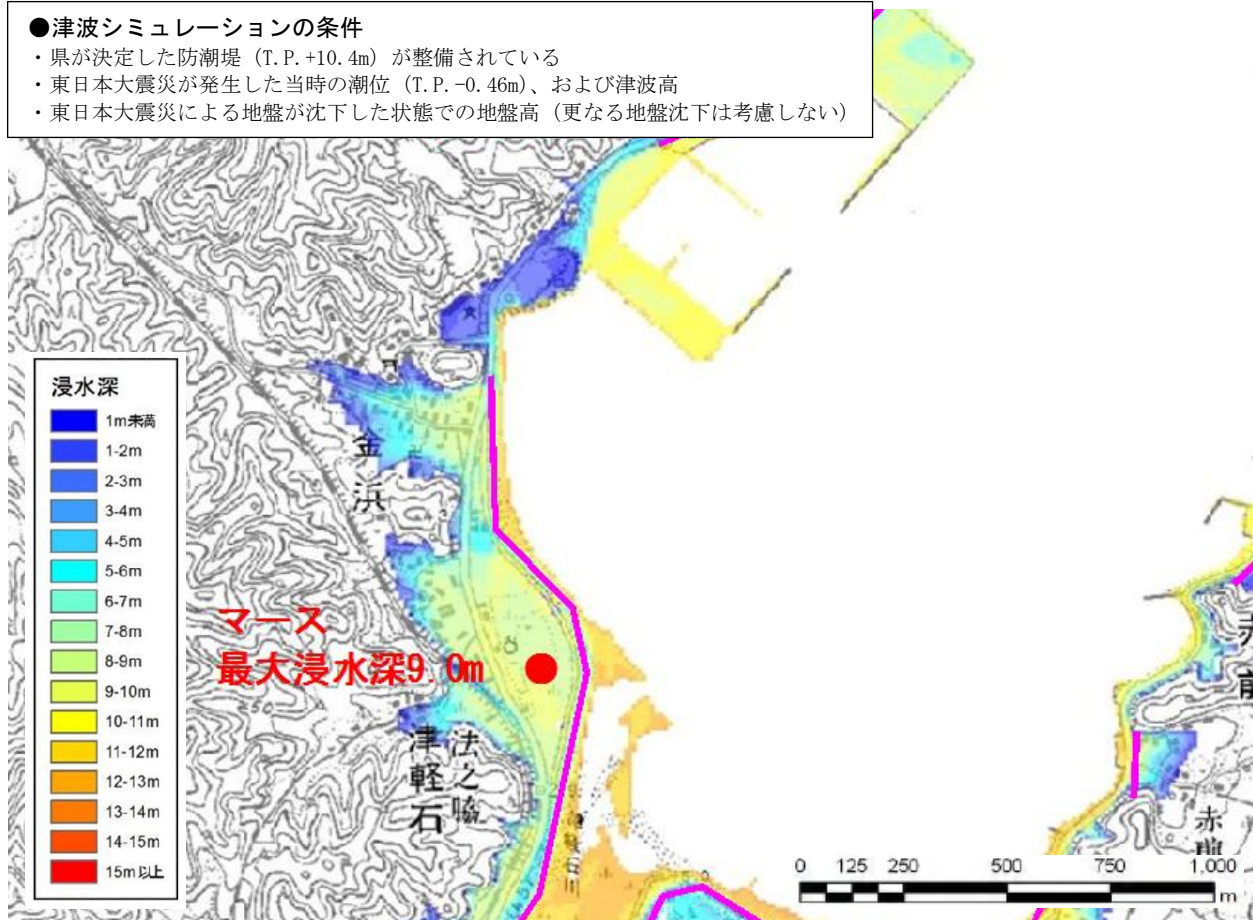 ●津波シミュレーションの条件
・県が決定した防潮堤（T.P.+10.4m）が整備されている
・東日本大震災が発生した当時の潮位（T.P.-0.46m）、および津波高
・東日本大震災による地盤が沈下した状態での地盤高（更なる地盤沈下は考慮しない）
浸水深
1m未満
1-2m
2-3m
3-4m
4-5m
5-6m
6-7m
7-8m
8-9m
9-10m
10-11m
11-12m
12-13m
13-14m
14-15m
15m以上
金浜
マース
最大浸水深9.0m
津軽石
法之脇
赤前
赤前
0 125 250 500 750 1,000
m